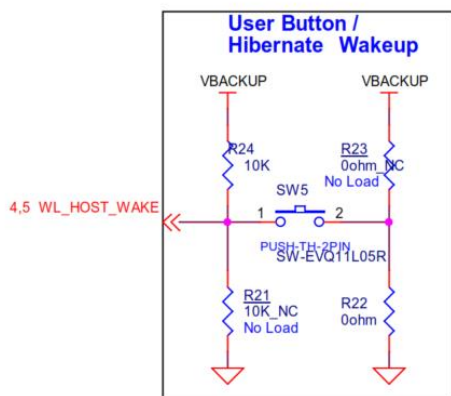 User Button /
Hibernate Wakeup
VBACKUP VBACKUP
R24
10K
R23
0ohm_NC
No Load
SW5
4,5 WL_HOST_WAKE
1 2
PUSH-TH-2PIN
SW-EVQ11L05R
R21
10K_NC
No Load
R22
0ohm